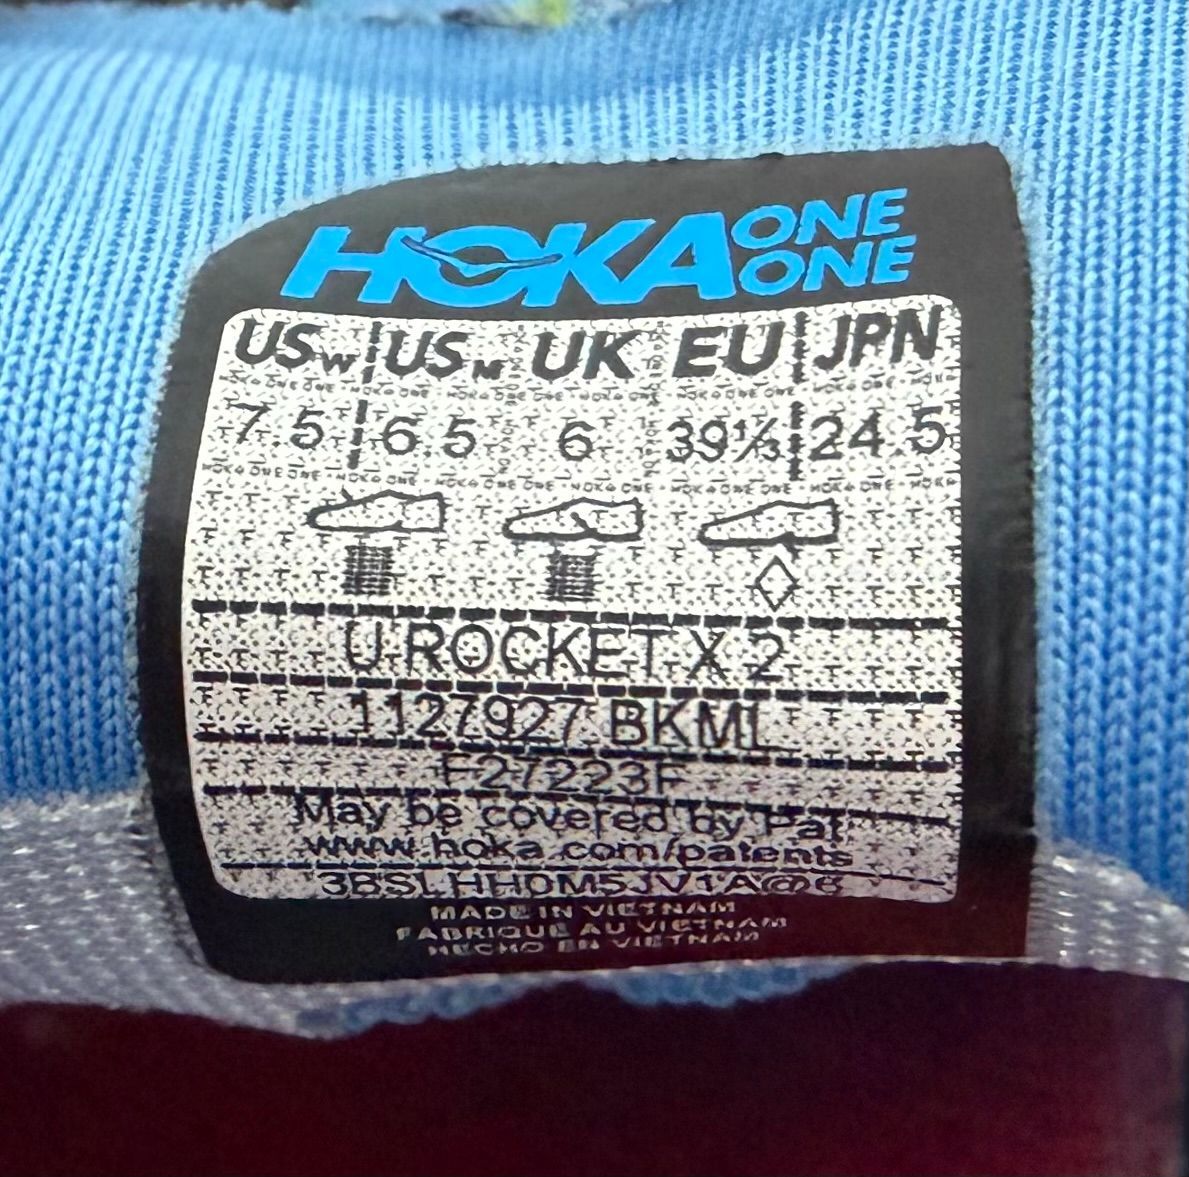 HOKA ONE ONE
USW USM UK EU JPN
7.5 6.5 6 39⅓ 24.5
U ROCKET X 2
1127927 BKML
F27223F
May be covered by Pat.
www.hoka.com/patents
MADE IN VIETNAM
FABRIQUE AU VIETNAM
HECHO EN VIETNAM